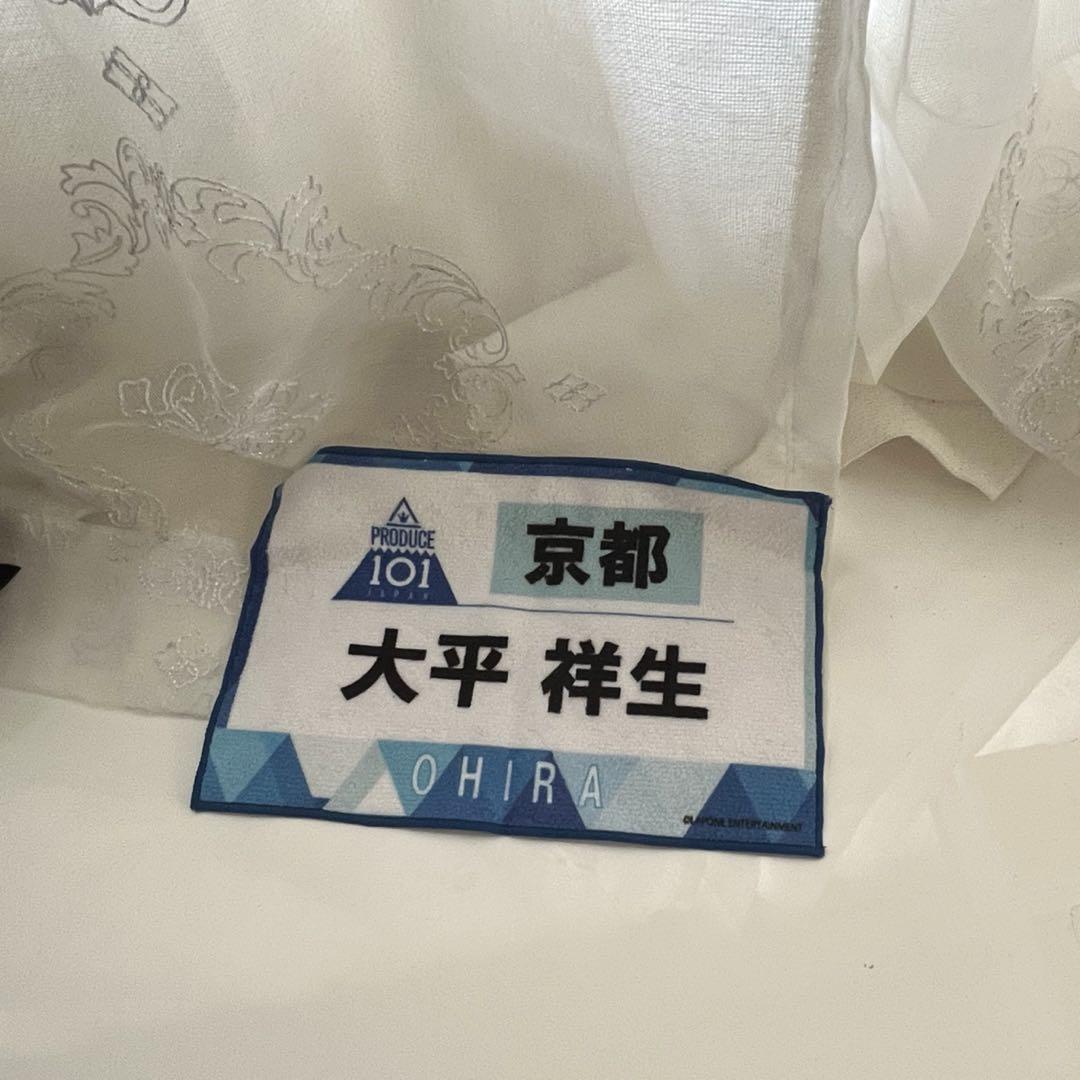 PRODUCE
101
JAPAN
京都
大平 祥生
OHIRA
©LAPONE ENTERTAINMENT